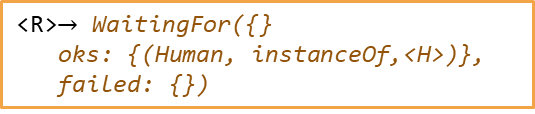 <R>→ WaitingFor({}
oks: {(Human, instanceOf,<H>)},
failed: {})